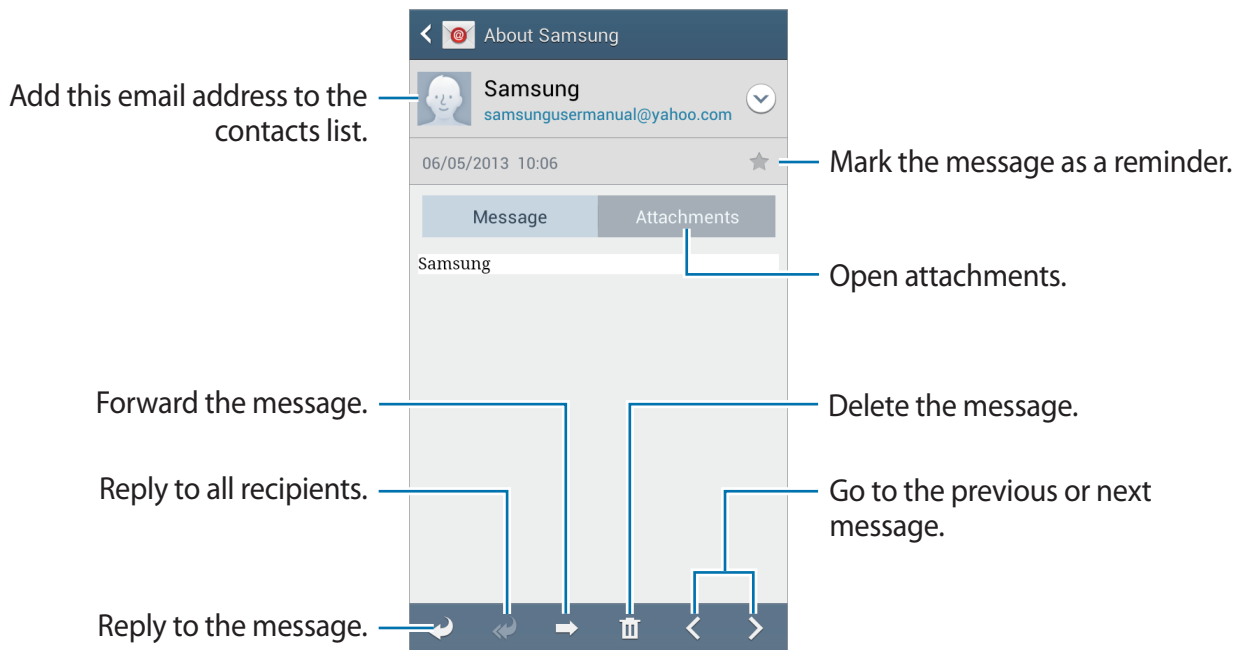 About Samsung
Add this email address to the
contacts list.
Samsung
samsungusermanual@yahoo.com
06/05/2013 10:06
Mark the message as a reminder.
Message
Attachments
Samsung
Open attachments.
Forward the message.
Delete the message.
Reply to all recipients.
Go to the previous or next
message.
Reply to the message.